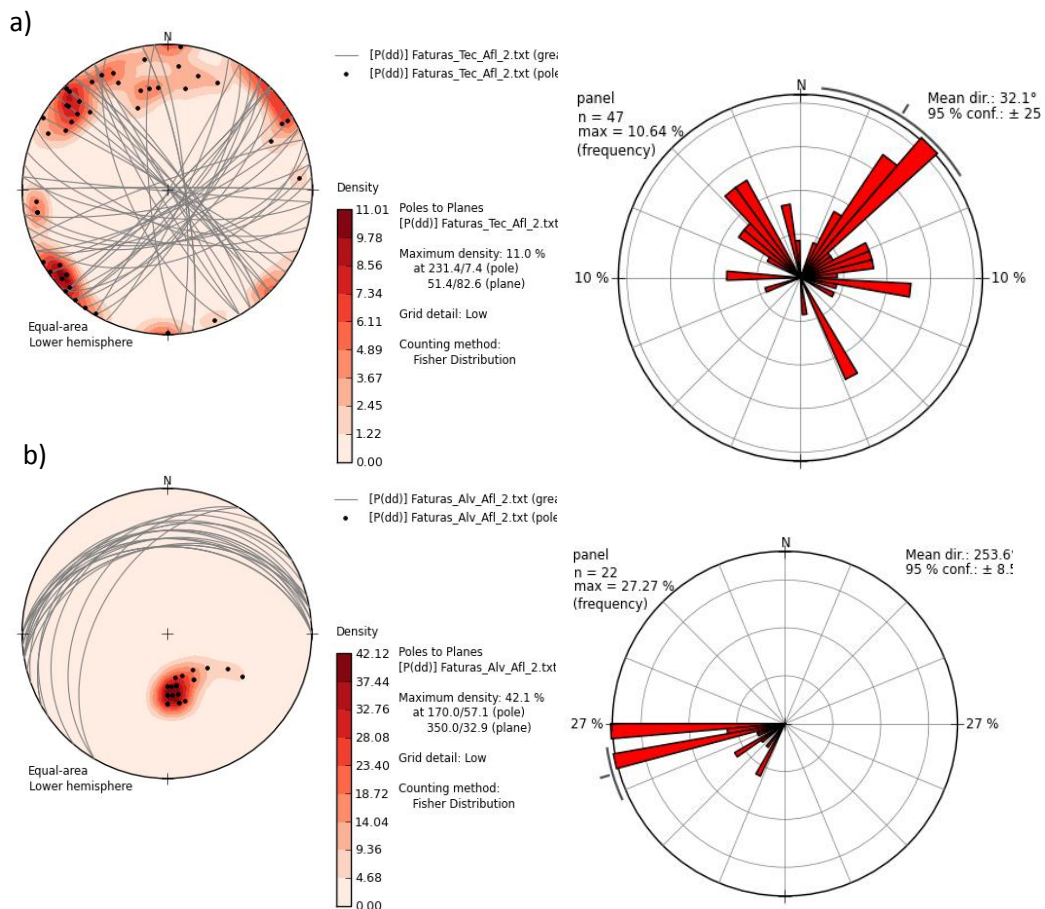 a)
N
[P(dd)] Faturas_Tec_Afl_2.txt (grea
[P(dd)] Faturas_Tec_Afl_2.txt (pole
Equal-area
Lower hemisphere
Density
11.01
9.78
8.56
7.34
6.11
4.89
3.67
2.45
1.22
0.00
Poles to Planes
[P(dd)] Faturas_Tec_Afl_2.txt
Maximum density: 11.0 %
at 231.4/7.4 (pole)
51.4/82.6 (plane)
Grid detail: Low
Counting method:
Fisher Distribution
panel
n = 47
max = 10.64 %
(frequency)
N
Mean dir.: 32.1°
95 % conf.: ± 25
10 %
10 %
b)
N
[P(dd)] Faturas_Alv_Afl_2.txt (grea
[P(dd)] Faturas_Alv_Afl_2.txt (pole
Equal-area
Lower hemisphere
Density
42.12
37.44
32.76
28.08
23.40
18.72
14.04
9.36
4.68
0.00
Poles to Planes
[P(dd)] Faturas_Alv_Afl_2.txt
Maximum density: 42.1 %
at 170.0/57.1 (pole)
350.0/32.9 (plane)
Grid detail: Low
Counting method:
Fisher Distribution
panel
n = 22
max = 27.27 %
(frequency)
N
Mean dir.: 253.6°
95 % conf.: ± 8.5
27 %
27 %